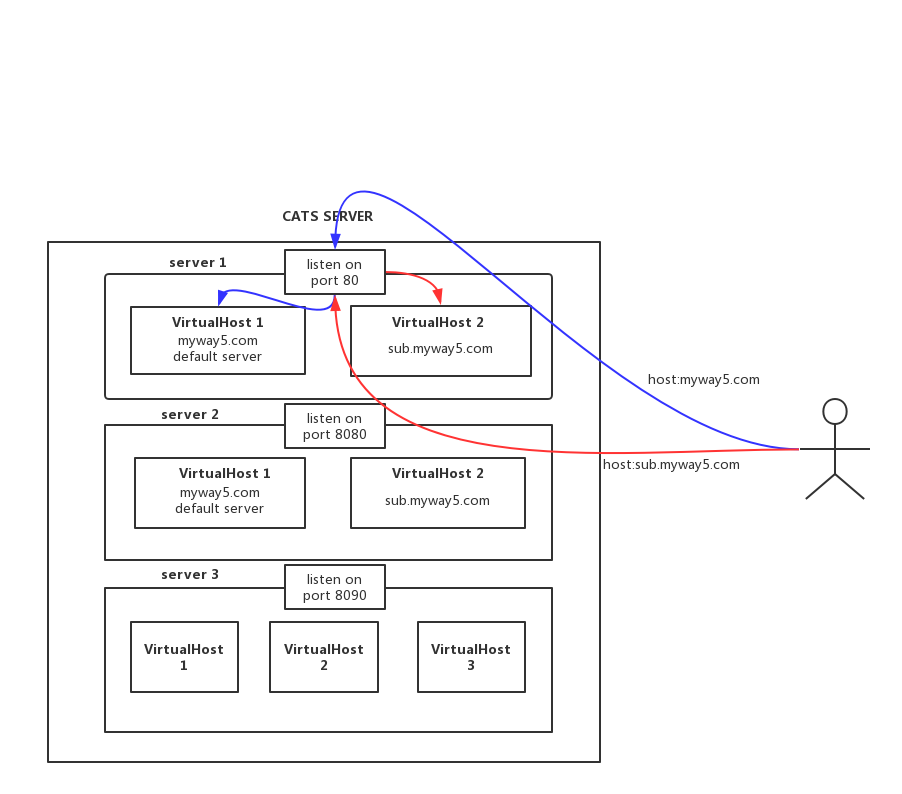 CATS SERVER
server 1
listen on
port 80
VirtualHost 1
myway5.com
default server
VirtualHost 2
sub.myway5.com
host:myway5.com
server 2
listen on
port 8080
VirtualHost 1
myway5.com
default server
VirtualHost 2
sub.myway5.com
host:sub.myway5.com
server 3
listen on
port 8090
VirtualHost
1
VirtualHost
2
VirtualHost
3